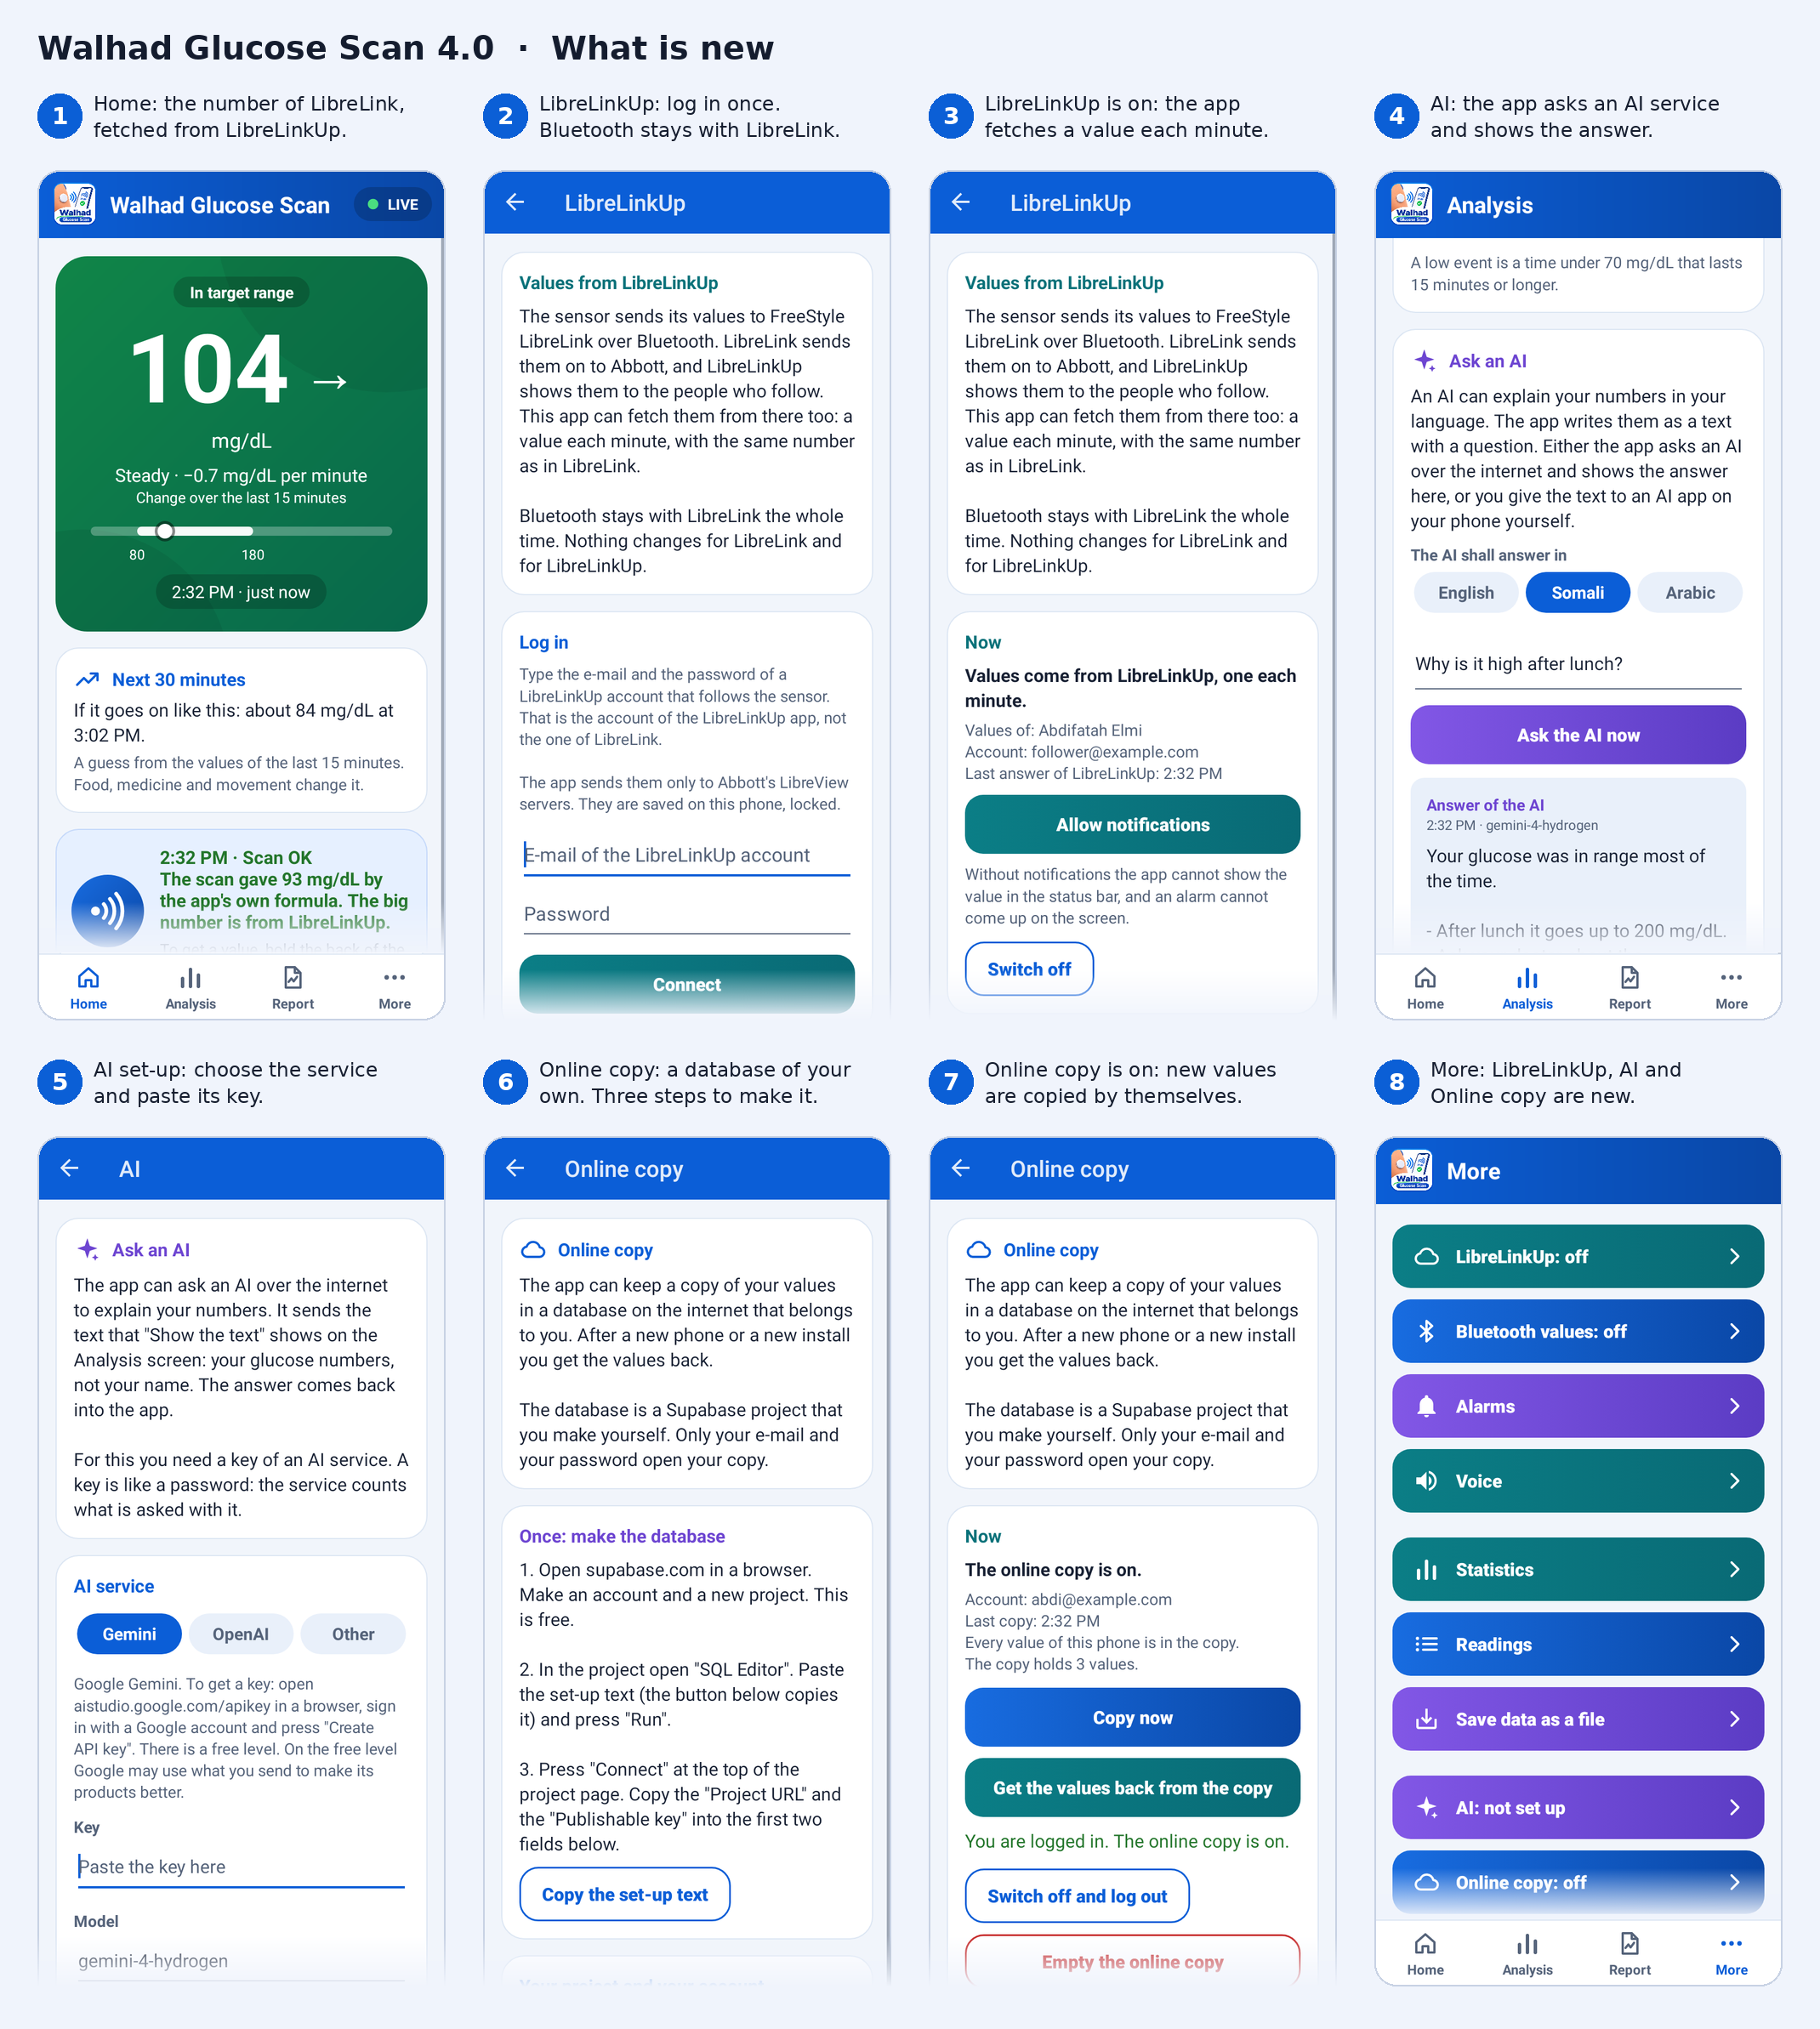 Walhad Glucose Scan 4.0 · What is new
1
Home: the number of LibreLink,
fetched from LibreLinkUp.
Walhad
Glucose Scan
Walhad Glucose Scan
LIVE
In target range
104 →
mg/dL
Steady · −0.7 mg/dL per minute
Change over the last 15 minutes
80
180
2:32 PM · just now
Next 30 minutes
If it goes on like this: about 84 mg/dL at
3:02 PM.
A guess from the values of the last 15 minutes.
Food, medicine and movement change it.
2:32 PM · Scan OK
The scan gave 93 mg/dL by
the app's own formula. The big
number is from LibreLinkUp.
To get a value, hold the back of the
Home
Analysis
Report
More
2
LibreLinkUp: log in once.
Bluetooth stays with LibreLink.
LibreLinkUp
Values from LibreLinkUp
The sensor sends its values to FreeStyle
LibreLink over Bluetooth. LibreLink sends
them on to Abbott, and LibreLinkUp
shows them to the people who follow.
This app can fetch them from there too: a
value each minute, with the same number
as in LibreLink.
Bluetooth stays with LibreLink the whole
time. Nothing changes for LibreLink and
for LibreLinkUp.
Log in
Type the e-mail and the password of a
LibreLinkUp account that follows the sensor.
That is the account of the LibreLinkUp app, not
the one of LibreLink.
The app sends them only to Abbott's LibreView
servers. They are saved on this phone, locked.
E-mail of the LibreLinkUp account
Password
Connect
3
LibreLinkUp is on: the app
fetches a value each minute.
LibreLinkUp
Values from LibreLinkUp
The sensor sends its values to FreeStyle
LibreLink over Bluetooth. LibreLink sends
them on to Abbott, and LibreLinkUp
shows them to the people who follow.
This app can fetch them from there too: a
value each minute, with the same number
as in LibreLink.
Bluetooth stays with LibreLink the whole
time. Nothing changes for LibreLink and
for LibreLinkUp.
Now
Values come from LibreLinkUp, one each
minute.
Values of: Abdifatah Elmi
Account: follower@example.com
Last answer of LibreLinkUp: 2:32 PM
Allow notifications
Without notifications the app cannot show the
value in the status bar, and an alarm cannot
come up on the screen.
Switch off
4
AI: the app asks an AI service
and shows the answer.
Walhad
Glucose Scan
Analysis
A low event is a time under 70 mg/dL that lasts
15 minutes or longer.
Ask an AI
An AI can explain your numbers in your
language. The app writes them as a text
with a question. Either the app asks an AI
over the internet and shows the answer
here, or you give the text to an AI app on
your phone yourself.
The AI shall answer in
English
Somali
Arabic
Why is it high after lunch?
Ask the AI now
Answer of the AI
2:32 PM · gemini-4-hydrogen
Your glucose was in range most of
the time.
- After lunch it goes up to 200 mg/dL.
Home
Analysis
Report
More
5
AI set-up: choose the service
and paste its key.
AI
Ask an AI
The app can ask an AI over the internet
to explain your numbers. It sends the
text that "Show the text" shows on the
Analysis screen: your glucose numbers,
not your name. The answer comes back
into the app.
For this you need a key of an AI service. A
key is like a password: the service counts
what is asked with it.
AI service
Gemini
OpenAI
Other
Google Gemini. To get a key: open
aistudio.google.com/apikey in a browser, sign
in with a Google account and press "Create
API key". There is a free level. On the free level
Google may use what you send to make its
products better.
Key
Paste the key here
Model
gemini-4-hydrogen
6
Online copy: a database of your
own. Three steps to make it.
Online copy
Online copy
The app can keep a copy of your values
in a database on the internet that belongs
to you. After a new phone or a new install
you get the values back.
The database is a Supabase project that
you make yourself. Only your e-mail and
your password open your copy.
Once: make the database
1. Open supabase.com in a browser.
Make an account and a new project. This
is free.
2. In the project open "SQL Editor". Paste
the set-up text (the button below copies
it) and press "Run".
3. Press "Connect" at the top of the
project page. Copy the "Project URL" and
the "Publishable key" into the first two
fields below.
Copy the set-up text
Your project and your account
7
Online copy is on: new values
are copied by themselves.
Online copy
Online copy
The app can keep a copy of your values
in a database on the internet that belongs
to you. After a new phone or a new install
you get the values back.
The database is a Supabase project that
you make yourself. Only your e-mail and
your password open your copy.
Now
The online copy is on.
Account: abdi@example.com
Last copy: 2:32 PM
Every value of this phone is in the copy.
The copy holds 3 values.
Copy now
Get the values back from the copy
You are logged in. The online copy is on.
Switch off and log out
Empty the online copy
8
More: LibreLinkUp, AI and
Online copy are new.
Walhad
Glucose Scan
More
LibreLinkUp: off
Bluetooth values: off
Alarms
Voice
Statistics
Readings
Save data as a file
AI: not set up
Online copy: off
Home
Analysis
Report
More